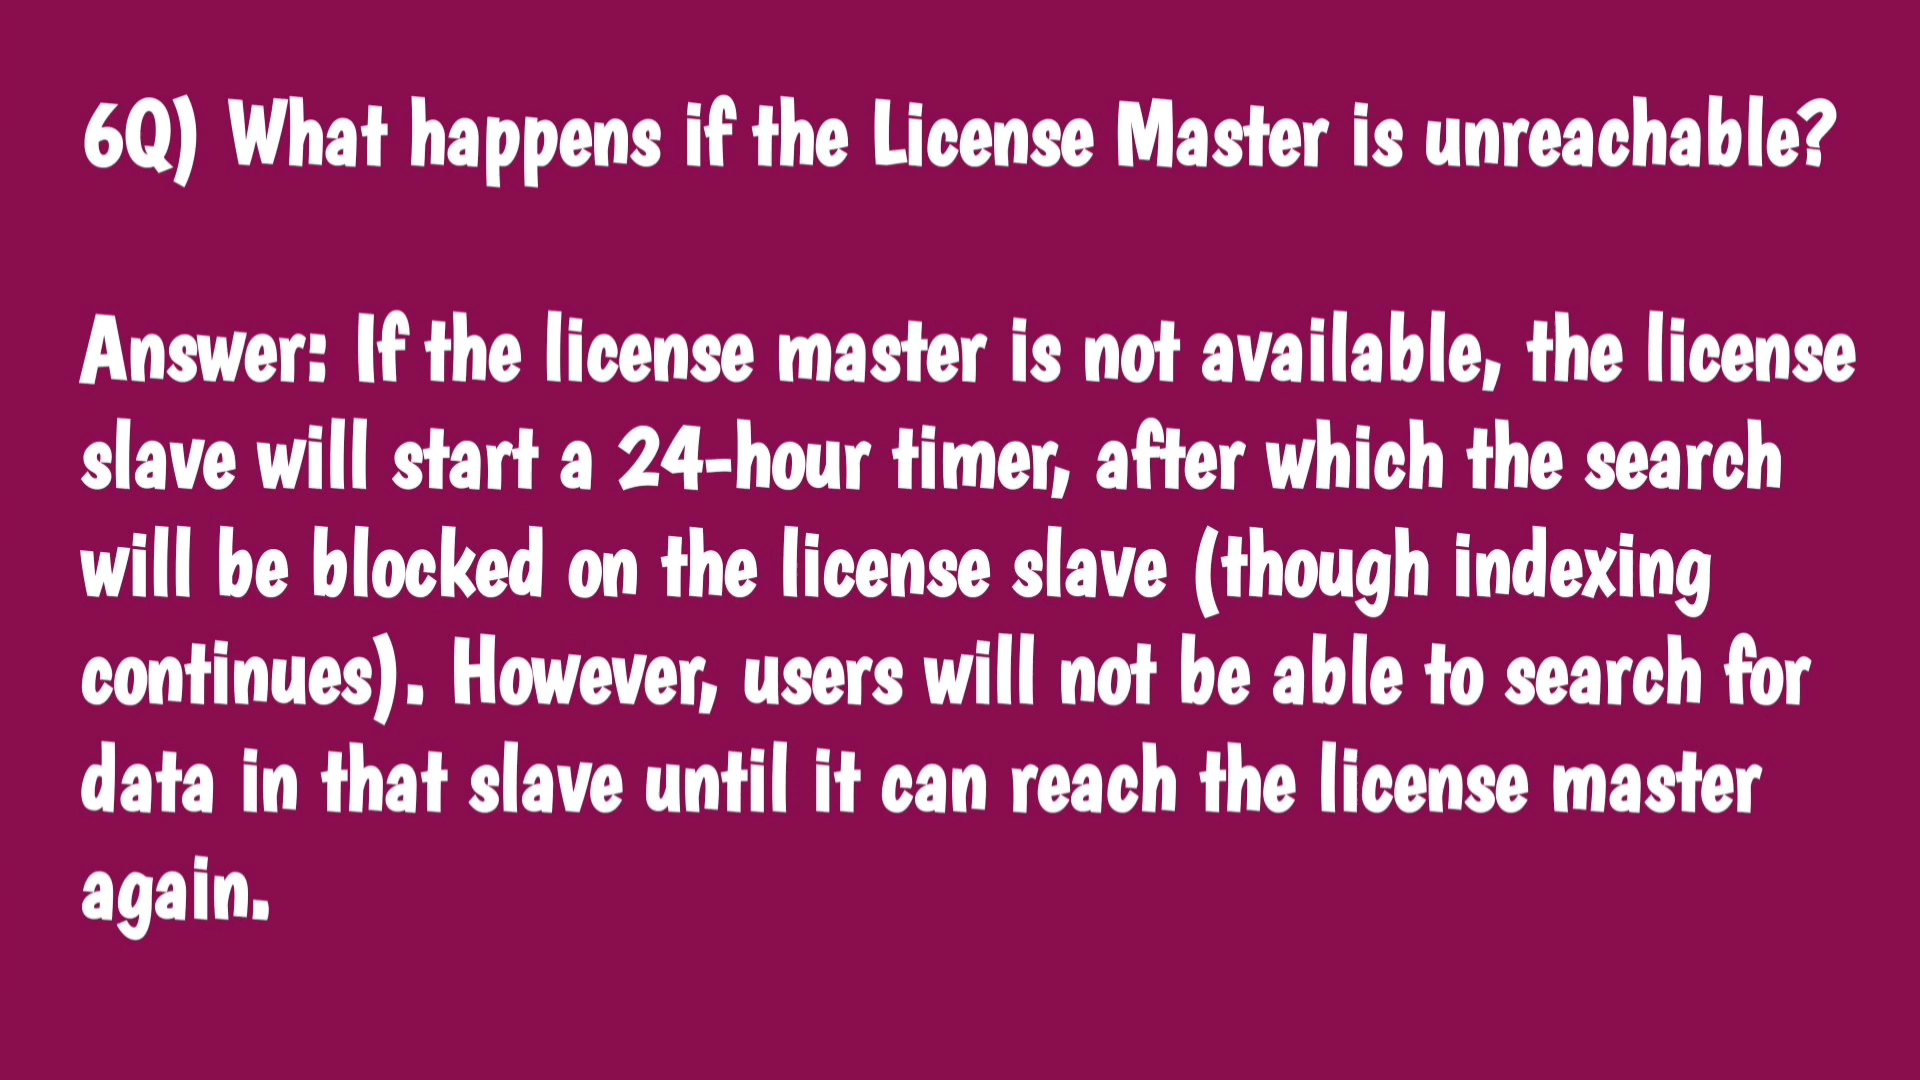 6Q) What happens if the License Master is unreachable?
Answer: If the license master is not available, the license
slave will start a 24-hour timer, after which the search
will be blocked on the license slave (though indexing
continues). However, users will not be able to search for
data in that slave until it can reach the license master
again.